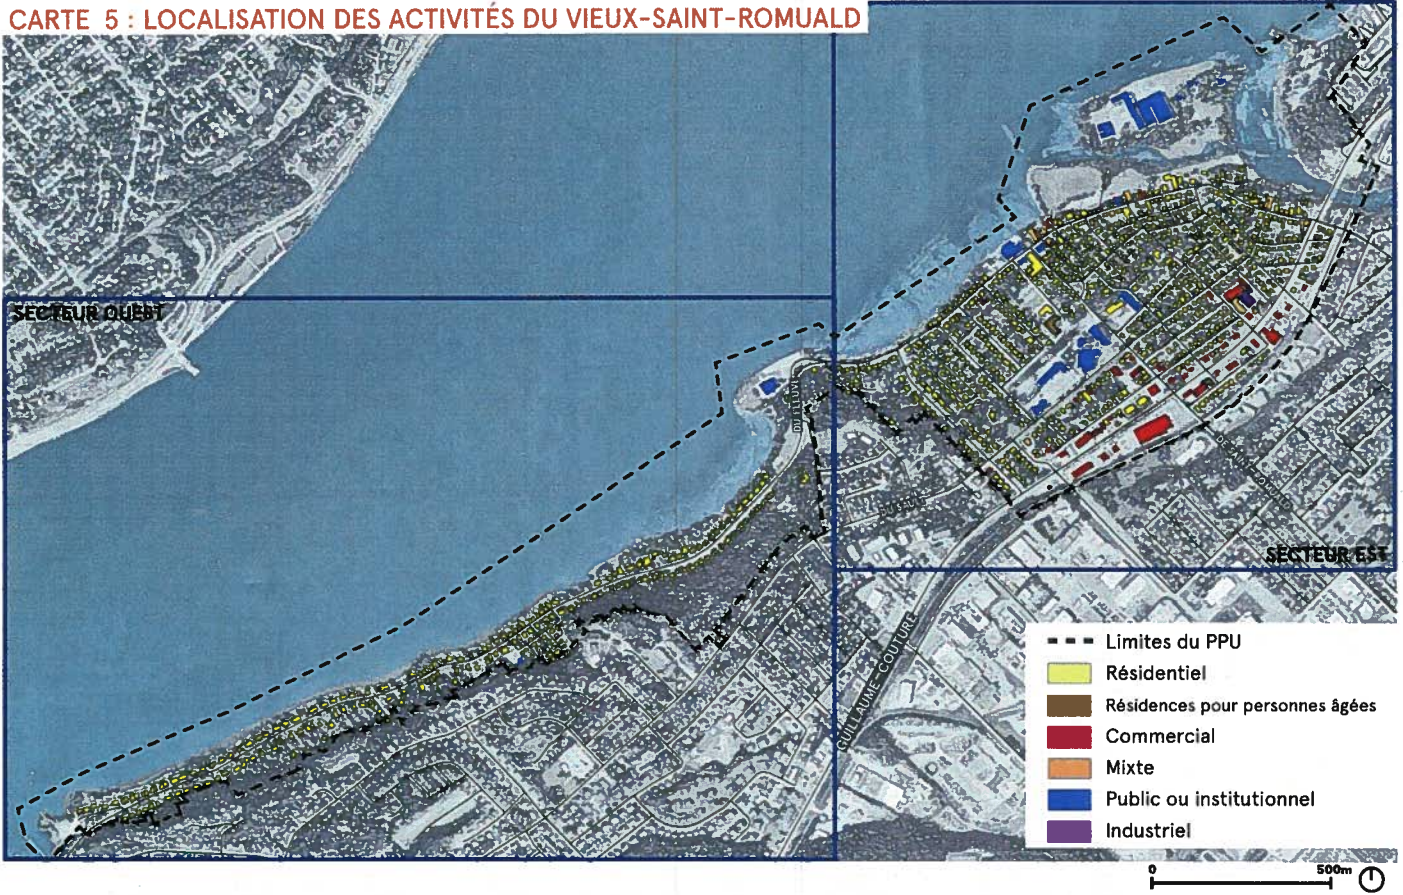 CARTE 5 : LOCALISATION DES ACTIVITÉS DU VIEUX-SAINT-ROMUALD
SECTEUR OUEST
SECTEUR EST
GUILLAUME-COUTURE
Limites du PPU
Résidentiel
Résidences pour personnes âgées
Commercial
Mixte
Public ou institutionnel
Industriel
0 500m